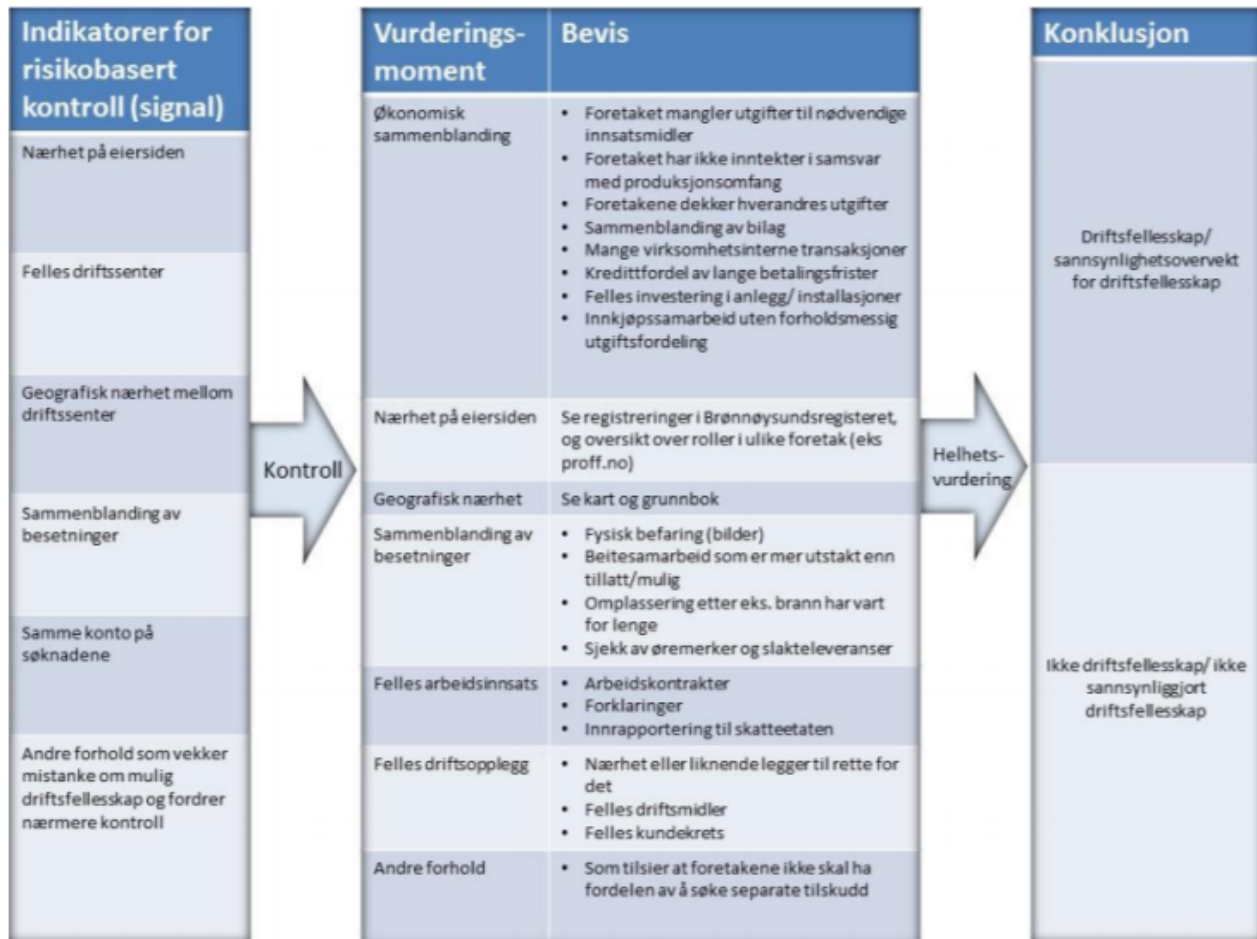 Indikatorer for
risikobasert
kontroll (signal)
Nærhet på eiersiden
Felles driftssenter
Geografisk nærhet mellom
driftssenter
Sammenblanding av
besetninger
Samme konto på
søknadene
Andre forhold som vekker
mistanke om mulig
driftsfellesskap og fordrer
nærmere kontroll
Kontroll
Vurderings-
moment
Bevis
Økonomisk
sammenblanding
• Foretaket mangler utgifter til nødvendige
innsatsmidler
• Foretaket har ikke inntekter i samsvar
med produksjonsomfang
• Foretakene dekker hverandres utgifter
• Sammenblanding av bilag
• Mange virksomhetsinterne transaksjoner
• Kredittfordel av lange betalingsfrister
• Felles investering i anlegg/ installasjoner
• Innkjøpssamarbeid uten forholdsmessig
utgiftsfordeling
Nærhet på eiersiden
Se registreringer i Brønnøysundsregisteret,
og oversikt over roller i ulike foretak (eks
proff.no)
Geografisk nærhet
Se kart og grunnbok
Sammenblanding av
besetninger
• Fysisk befaring (bilder)
• Beitesamarbeid som er mer utstakt enn
tillatt/mulig
• Omplassering etter eks. brann har vart
for lenge
• Sjekk av øremerker og slakteleveranser
Felles arbeidsinnsats
• Arbeidskontrakter
• Forklaringer
• Innrapportering til skatteetaten
Felles driftsopplegg
• Nærhet eller liknende legger til rette for
det
• Felles driftsmidler
• Felles kundekrets
Andre forhold
• Som tilsier at foretakene ikke skal ha
fordelen av å søke separate tilskudd
Helhets-
vurdering
Konklusjon
Driftsfellesskap/
sannsynlighetsovervekt
for driftsfellesskap
Ikke driftsfellesskap/ ikke
sannsynliggjort
driftsfellesskap